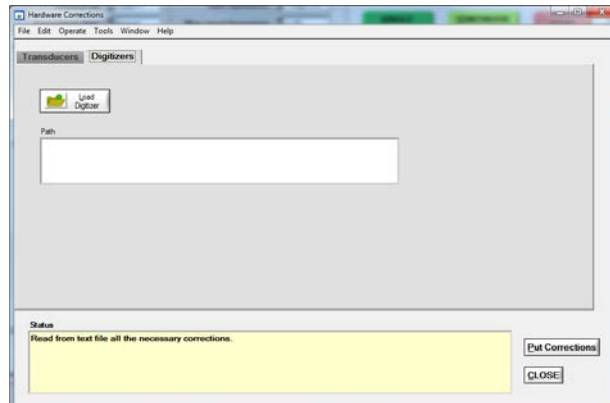 Hardware Corrections
File Edit Operate Tools Window Help
Transducers Digitizers
Load
Digitizer
Path
Status
Read from text file all the necessary corrections.
Put Corrections
CLOSE